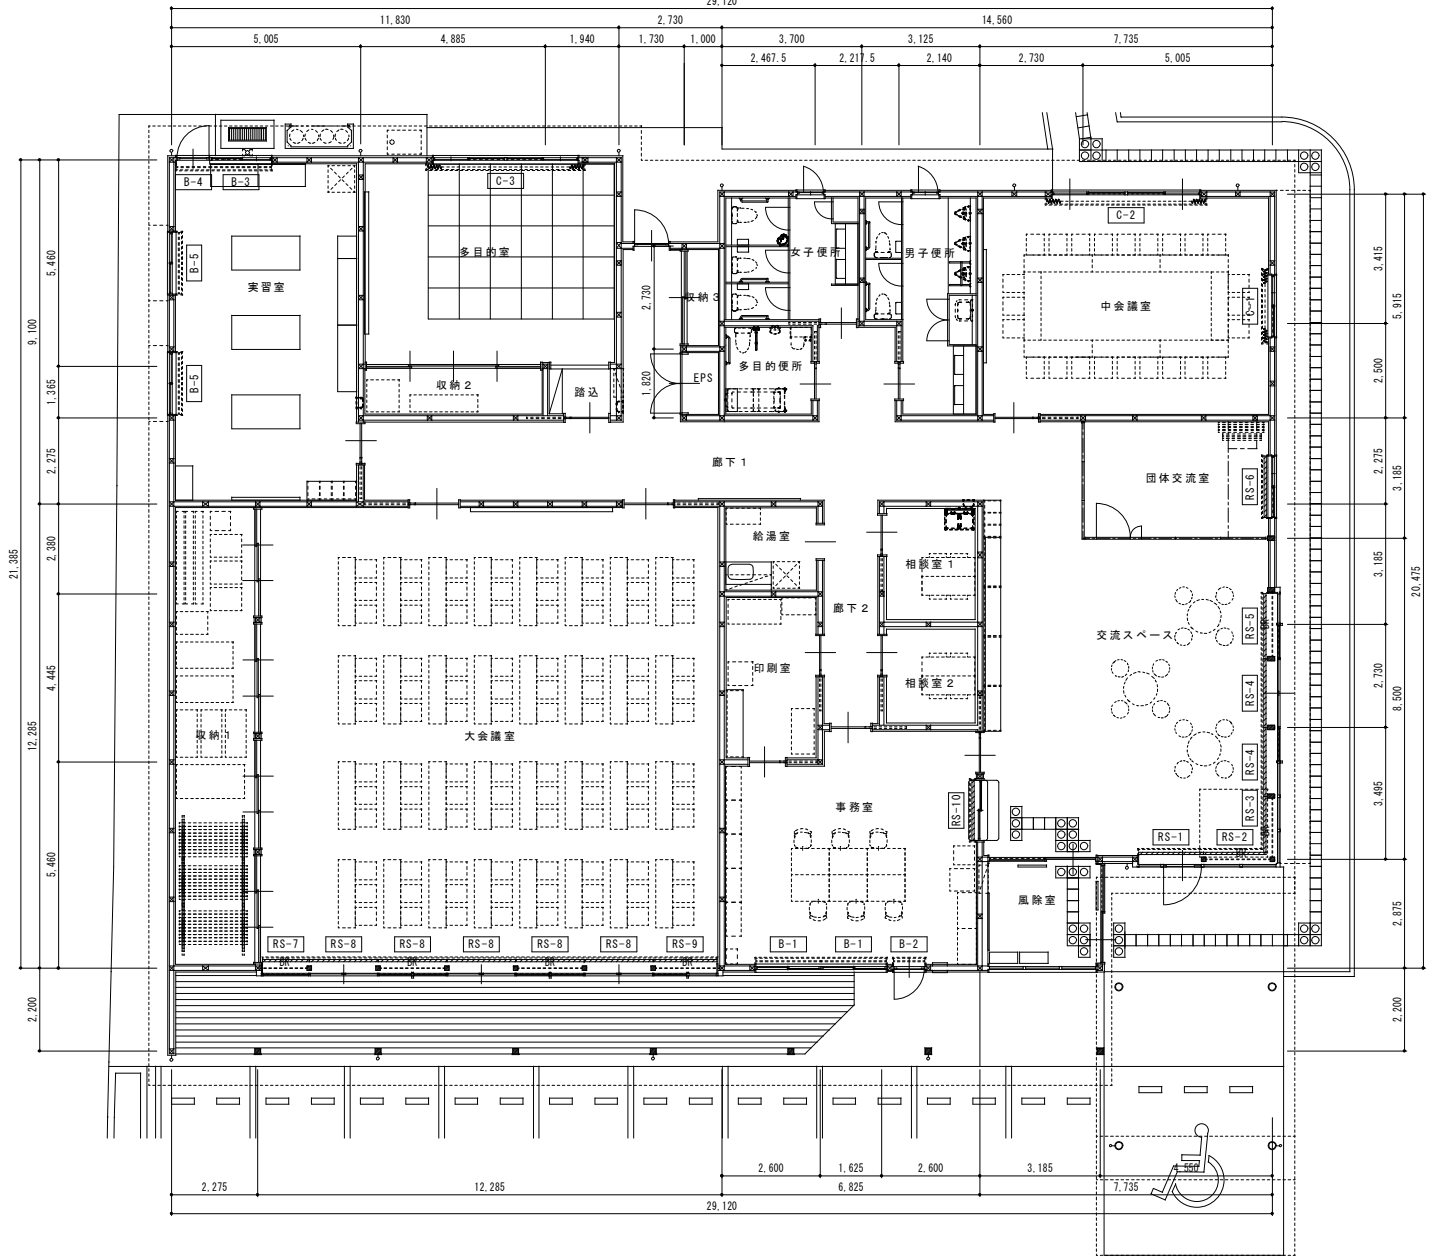 29,120
11,830
2,730
14,560
5,005
4,885
1,940
1,730
1,000
3,700
3,125
7,735
2,467.5
2,217.5
2,140
2,730
5,005
B-4
B-3
C-3
C-2
B-5
実習室
多目的室
収納3
女子便所
男子便所
中会議室
C-1
5,460
9,100
2,730
3,415
5,915
B-5
収納2
踏込
1,820
EPS
多目的便所
2,500
1,365
廊下1
団体交流室
RS-6
2,275
2,275
3,185
給湯室
相談室1
2,380
21,385
3,185
20,475
廊下2
交流スペース
RS-5
印刷室
相談室2
RS-4
4,445
2,730
8,500
収納1
大会議室
12,285
RS-4
事務室
RS-10
RS-3
3,495
RS-1
RS-2
BR
BR
5,460
風除室
2,875
RS-7
RS-8
RS-8
RS-8
RS-8
RS-8
RS-9
B-1
B-1
B-2
BR
BR
BR
BR
2,200
2,200
2,600
1,625
2,600
3,185
4,550
2,275
12,285
6,825
7,735
29,120